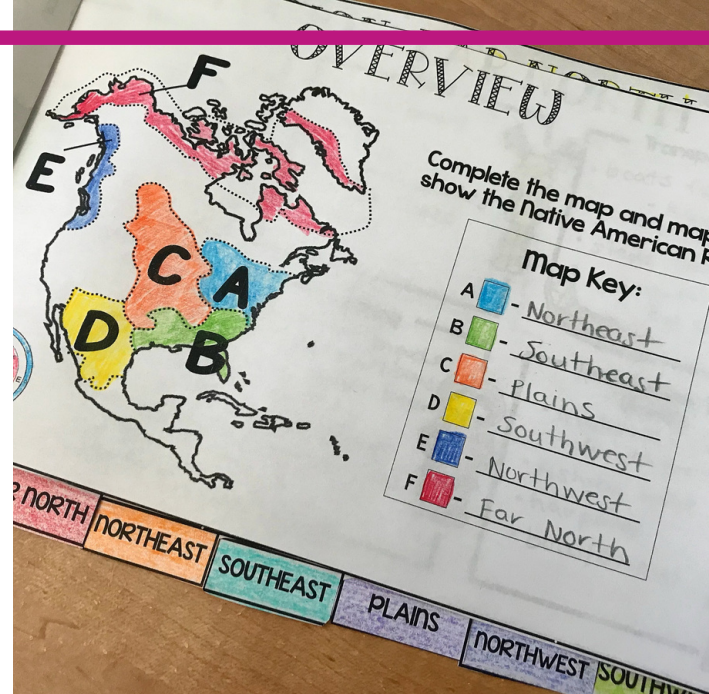 OVERVIEW
Complete the map and map
show the Native American
Map Key:
A - Northeast
B - Southeast
C - Plains
D - Southwest
E - Northwest
F - Far North
F
E
C
A
D
B
NORTH
NORTHEAST
SOUTHEAST
PLAINS
NORTHWEST